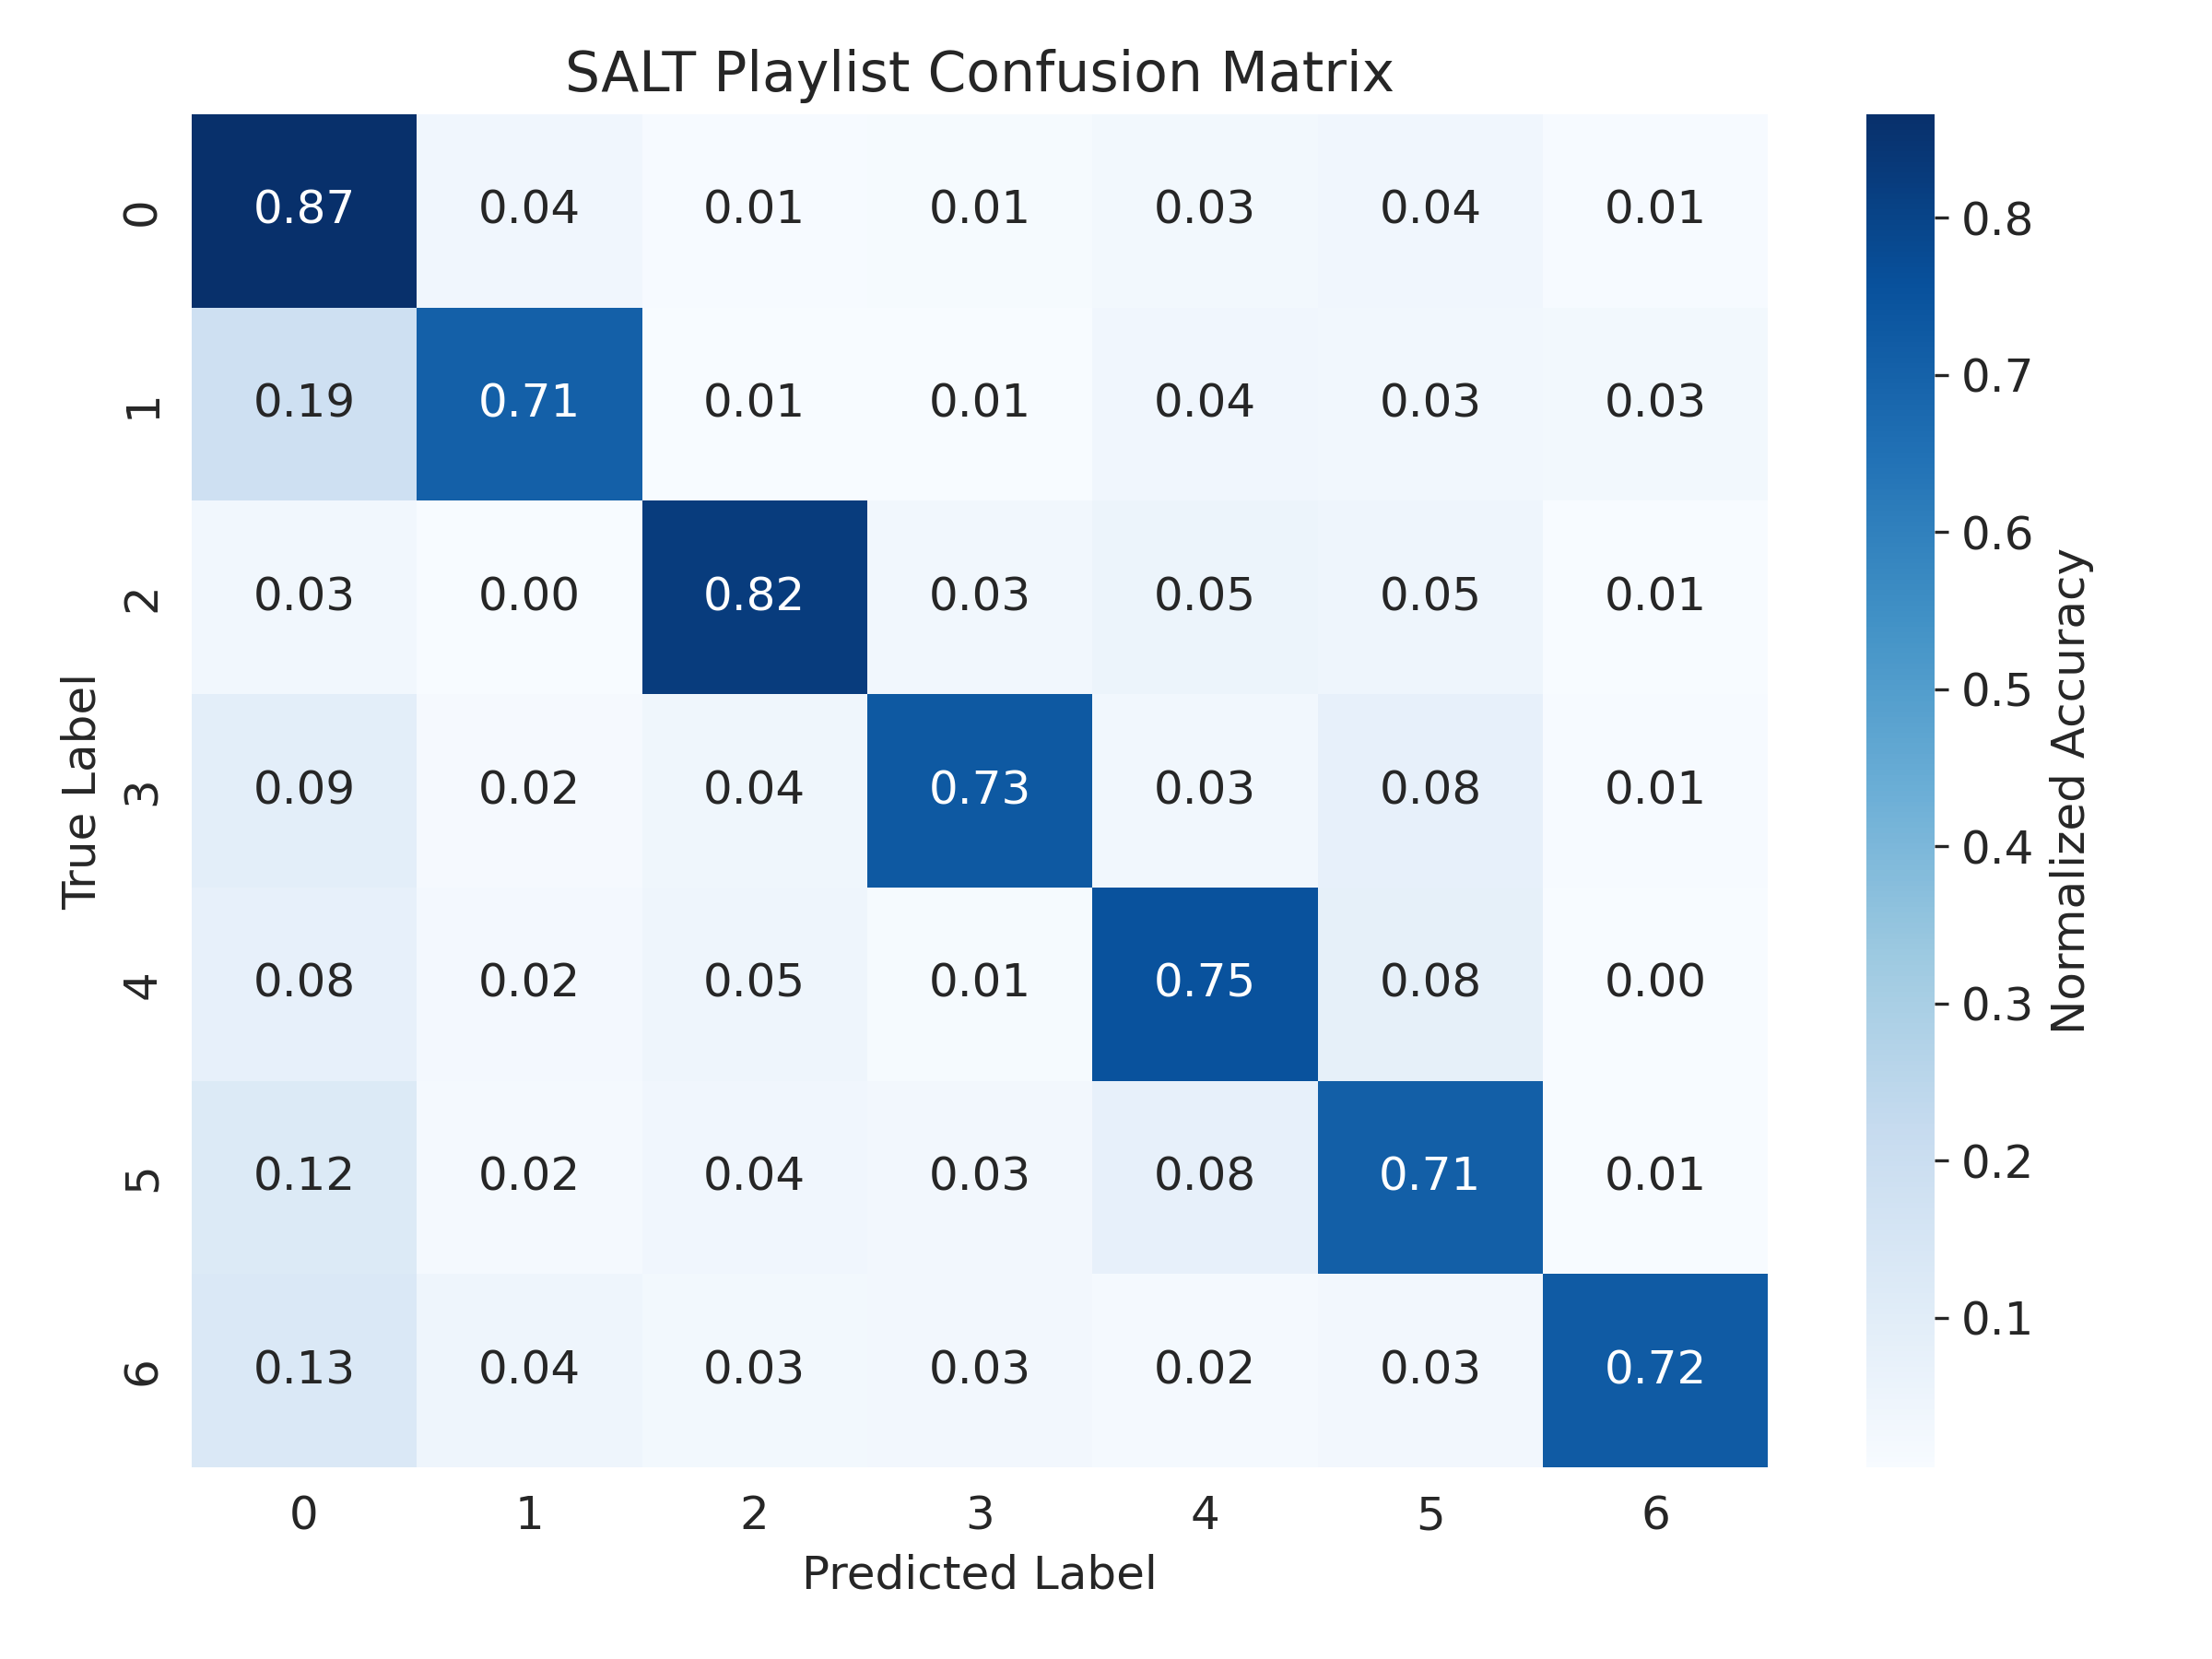 SALT Playlist Confusion Matrix
0 0.87 0.04 0.01 0.01 0.03 0.04 0.01
1 0.19 0.71 0.01 0.01 0.04 0.03 0.03
2 0.03 0.00 0.82 0.03 0.05 0.05 0.01
3 0.09 0.02 0.04 0.73 0.03 0.08 0.01
4 0.08 0.02 0.05 0.01 0.75 0.08 0.00
5 0.12 0.02 0.04 0.03 0.08 0.71 0.01
6 0.13 0.04 0.03 0.03 0.02 0.03 0.72
0 1 2 3 4 5 6
Predicted Label
True Label
0.8
0.7
0.6
0.5
0.4
0.3
0.2
0.1
Normalized Accuracy